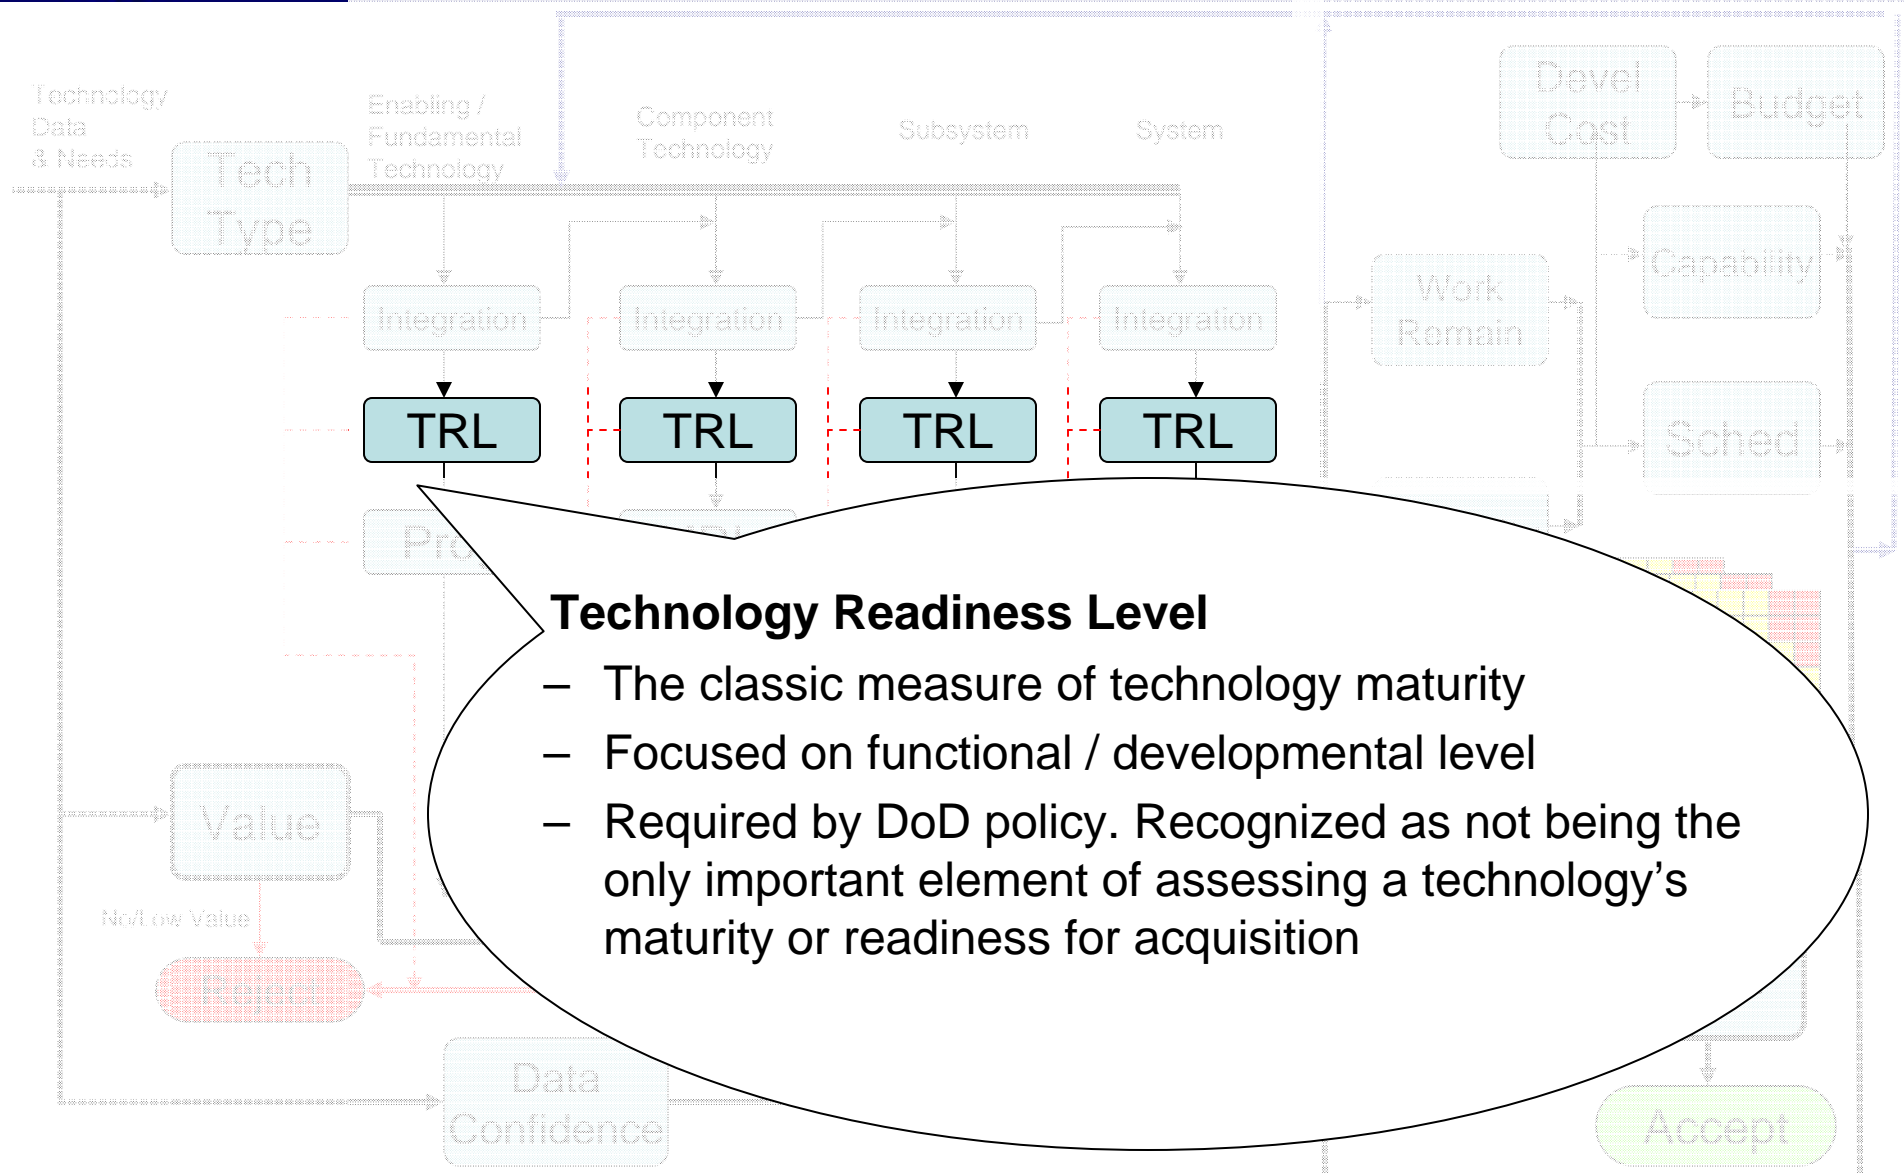 Technology
Data
& Needs
Tech
Type
Enabling /
Fundamental
Technology
Component
Technology
Subsystem
System
Devel
Cost
Budget
Capability
Work
Remain
Sched
Integration
Integration
Integration
Integration
TRL
TRL
TRL
TRL
Technology Readiness Level
– The classic measure of technology maturity
– Focused on functional / developmental level
– Required by DoD policy. Recognized as not being the
only important element of assessing a technology’s
maturity or readiness for acquisition
Value
No/Low Value
Data
Confidence
Accept